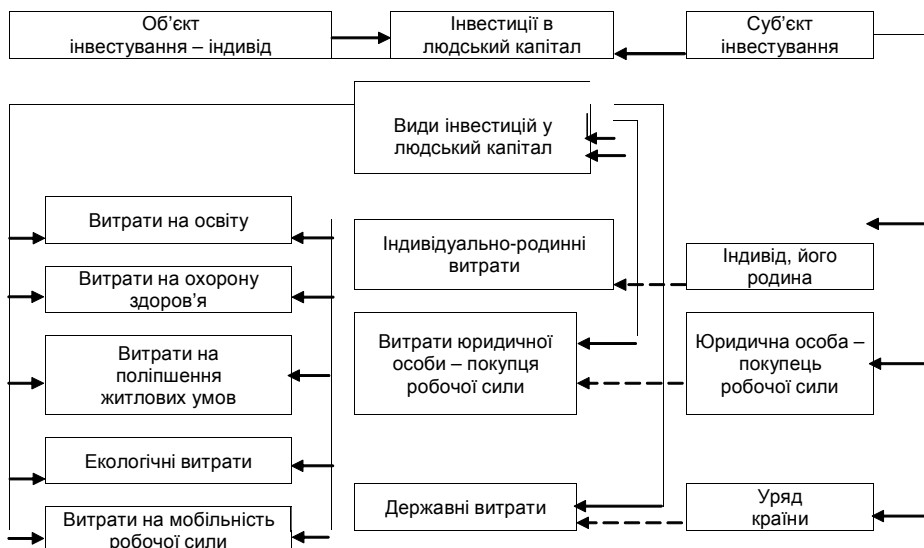 Об’єкт
інвестування – індивід
Інвестиції в
людський капітал
Суб’єкт
інвестування
Види інвестицій у
людський капітал
Витрати на освіту
Витрати на охорону
здоров’я
Витрати на
поліпшення
житлових умов
Екологічні витрати
Витрати на мобільність
робочої сили
Індивідуально-родинні
витрати
Витрати юридичної
особи – покупця
робочої сили
Державні витрати
Індивід, його
родина
Юридична особа –
покупець
робочої сили
Уряд
країни